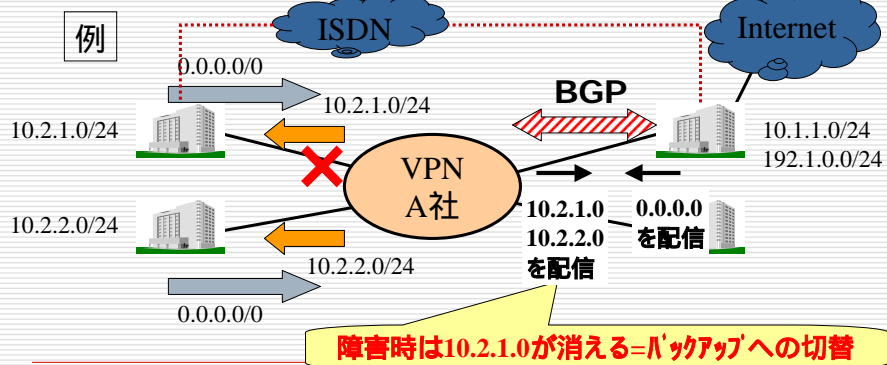 例
ISDN
Internet
0.0.0.0/0
10.2.1.0/24
BGP
10.2.1.0/24
10.1.1.0/24
192.1.0.0/24
VPN
A社
10.2.1.0
10.2.2.0
を配信
0.0.0.0
を配信
10.2.2.0/24
10.2.2.0/24
0.0.0.0/0
障害時は10.2.1.0が消える=バックアップへの切替